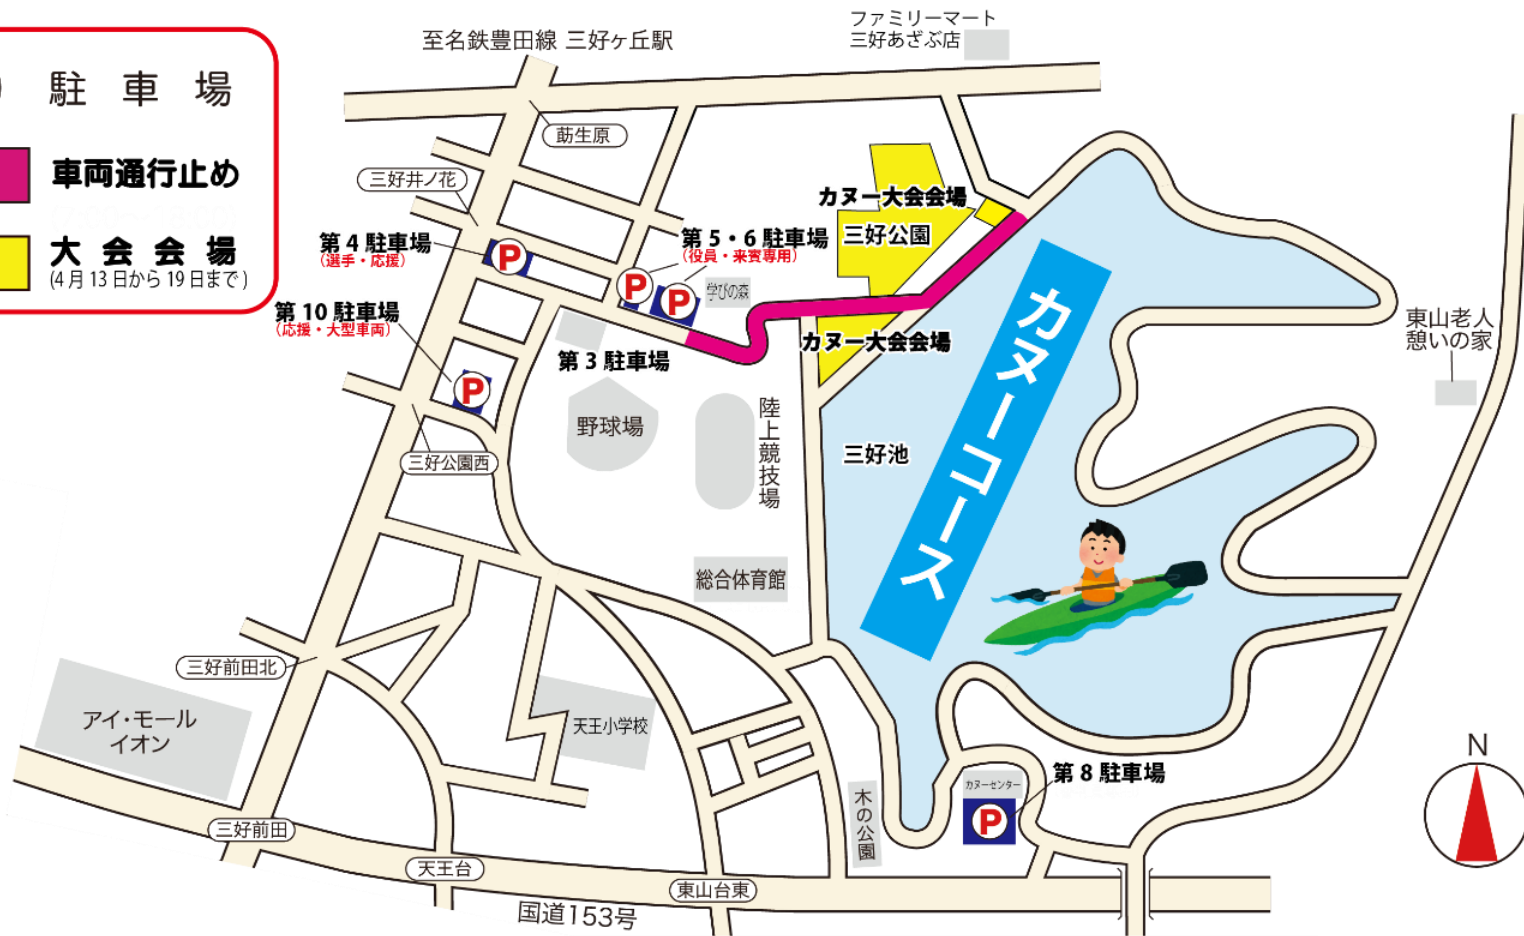 駐車場
車両通行止め
大会会場
(4月13日から19日まで)
至名鉄豊田線 三好ヶ丘駅
ファミリーマート
三好あざぶ店
莇生原
三好井ノ花
第4駐車場
(選手・応援)
P
第5・6駐車場
(役員・来賓専用)
P
P
学びの森
カヌー大会会場
三好公園
カヌー大会会場
第10駐車場
(応援・大型車両)
P
第3駐車場
野球場
陸上競技場
三好池
カヌーコース
東山老人
憩いの家
三好公園西
総合体育館
三好前田北
アイ・モール
イオン
天王小学校
三好前田
天王台
東山台東
国道153号
木の公園
カヌーセンター
P
第8駐車場
N